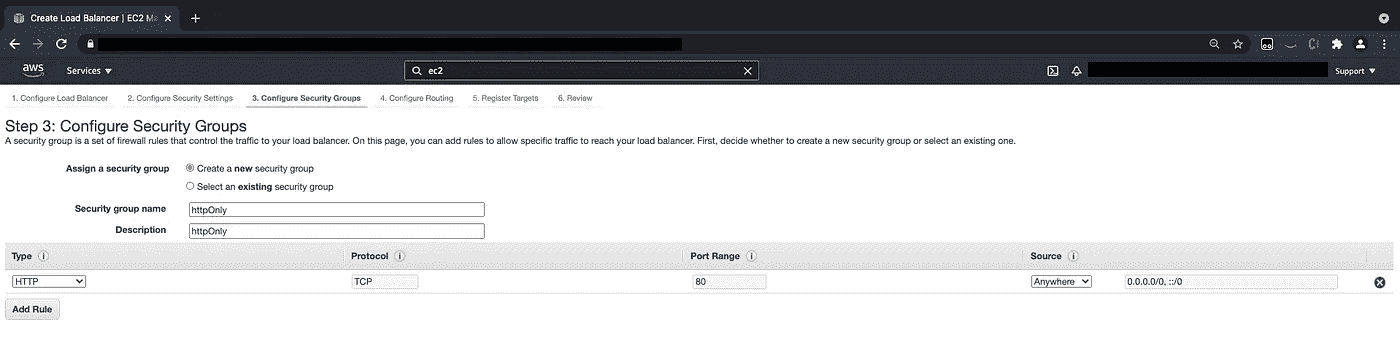 Create Load Balancer | EC2 Ma
aws Services ec2 Support
1. Configure Load Balancer 2. Configure Security Settings 3. Configure Security Groups 4. Configure Routing 5. Register Targets 6. Review
Step 3: Configure Security Groups
A security group is a set of firewall rules that control the traffic to your load balancer. On this page, you can add rules to allow specific traffic to reach your load balancer. First, decide whether to create a new security group or select an existing one.
Assign a security group Create a new security group
Select an existing security group
Security group name httpOnly
Description httpOnly
Type Protocol Port Range Source
HTTP TCP 80 Anywhere 0.0.0.0/0, ::/0
Add Rule